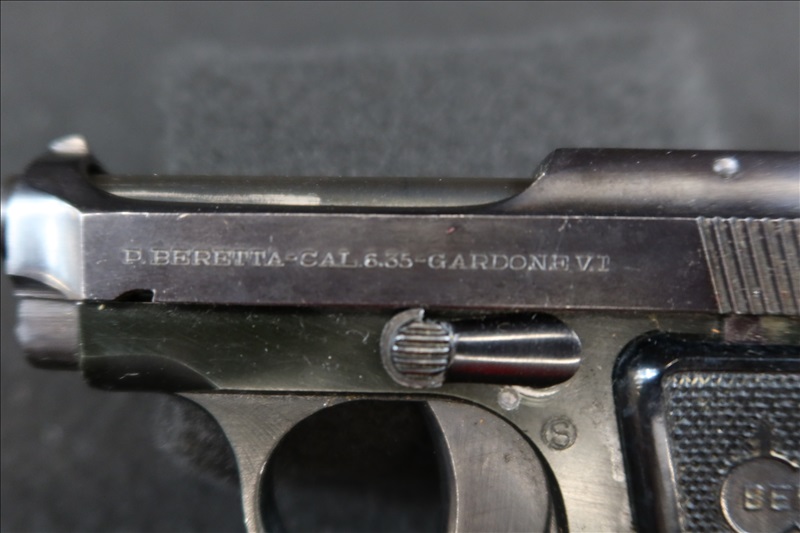 P. BERETTA-CAL. 6.35-GARDONE V.T.
S